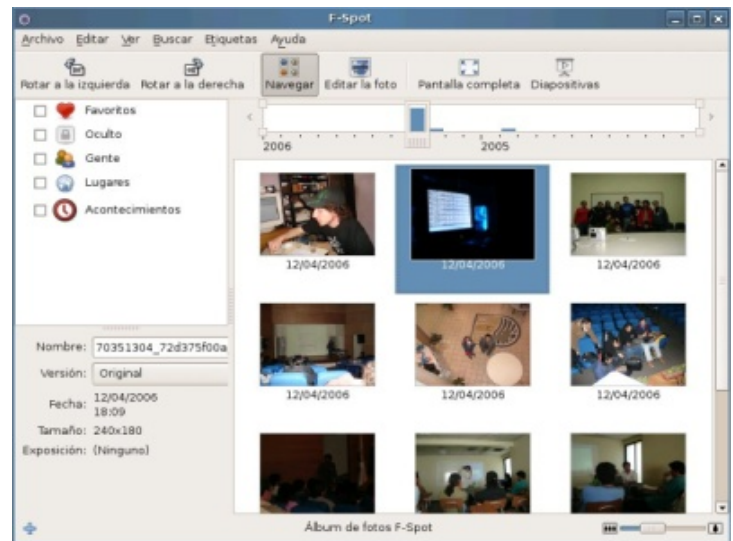 F-Spot
Archivo Editar Ver Buscar Etiquetas Ayuda
Rotar a la izquierda Rotar a la derecha Navegar Editar la foto Pantalla completa Diapositivas
Favoritos
Oculto
Gente
Lugares
Acontecimientos
2006 2005
12/04/2006 12/04/2006 12/04/2006
12/04/2006 12/04/2006 12/04/2006
Nombre: 70351304_72d375f00a
Versión: Original
Fecha: 12/04/2006
18:09
Tamaño: 240x180
Exposición: (Ninguno)
Álbum de fotos F-Spot